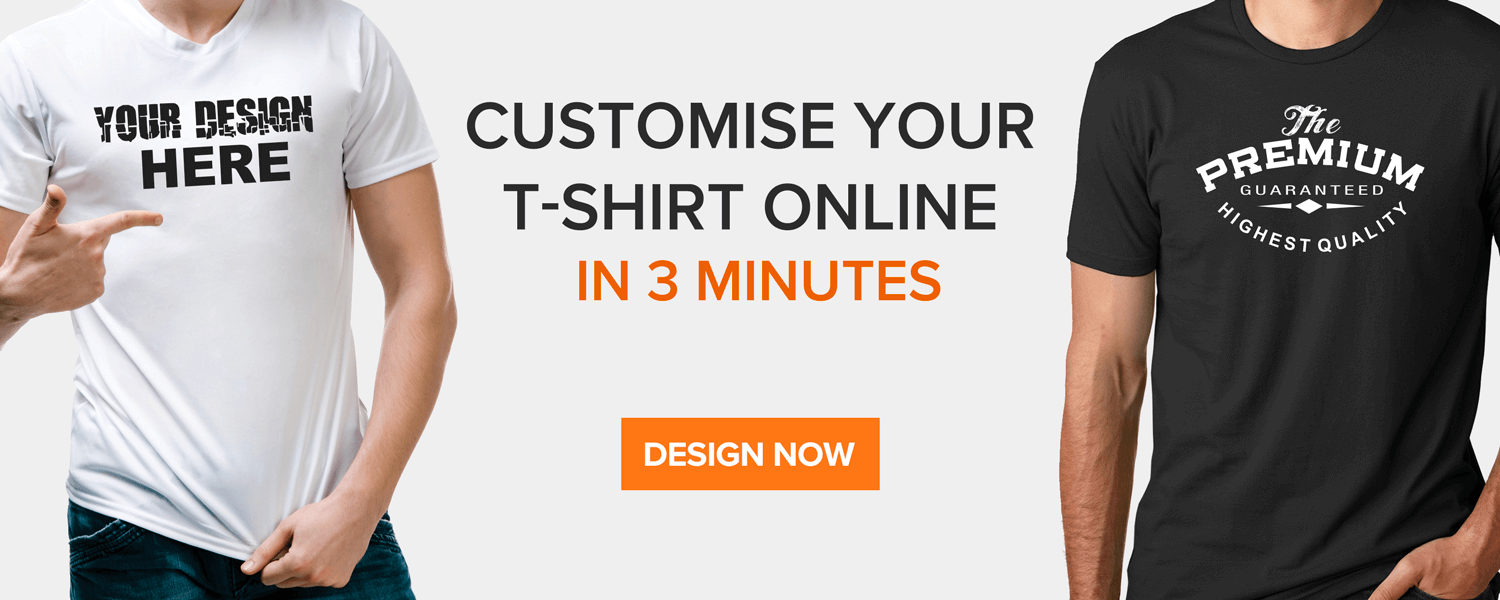 YOUR DESIGN
HERE
CUSTOMISE YOUR
T-SHIRT ONLINE
IN 3 MINUTES
DESIGN NOW
The
PREMIUM
GUARANTEED
HIGHEST QUALITY